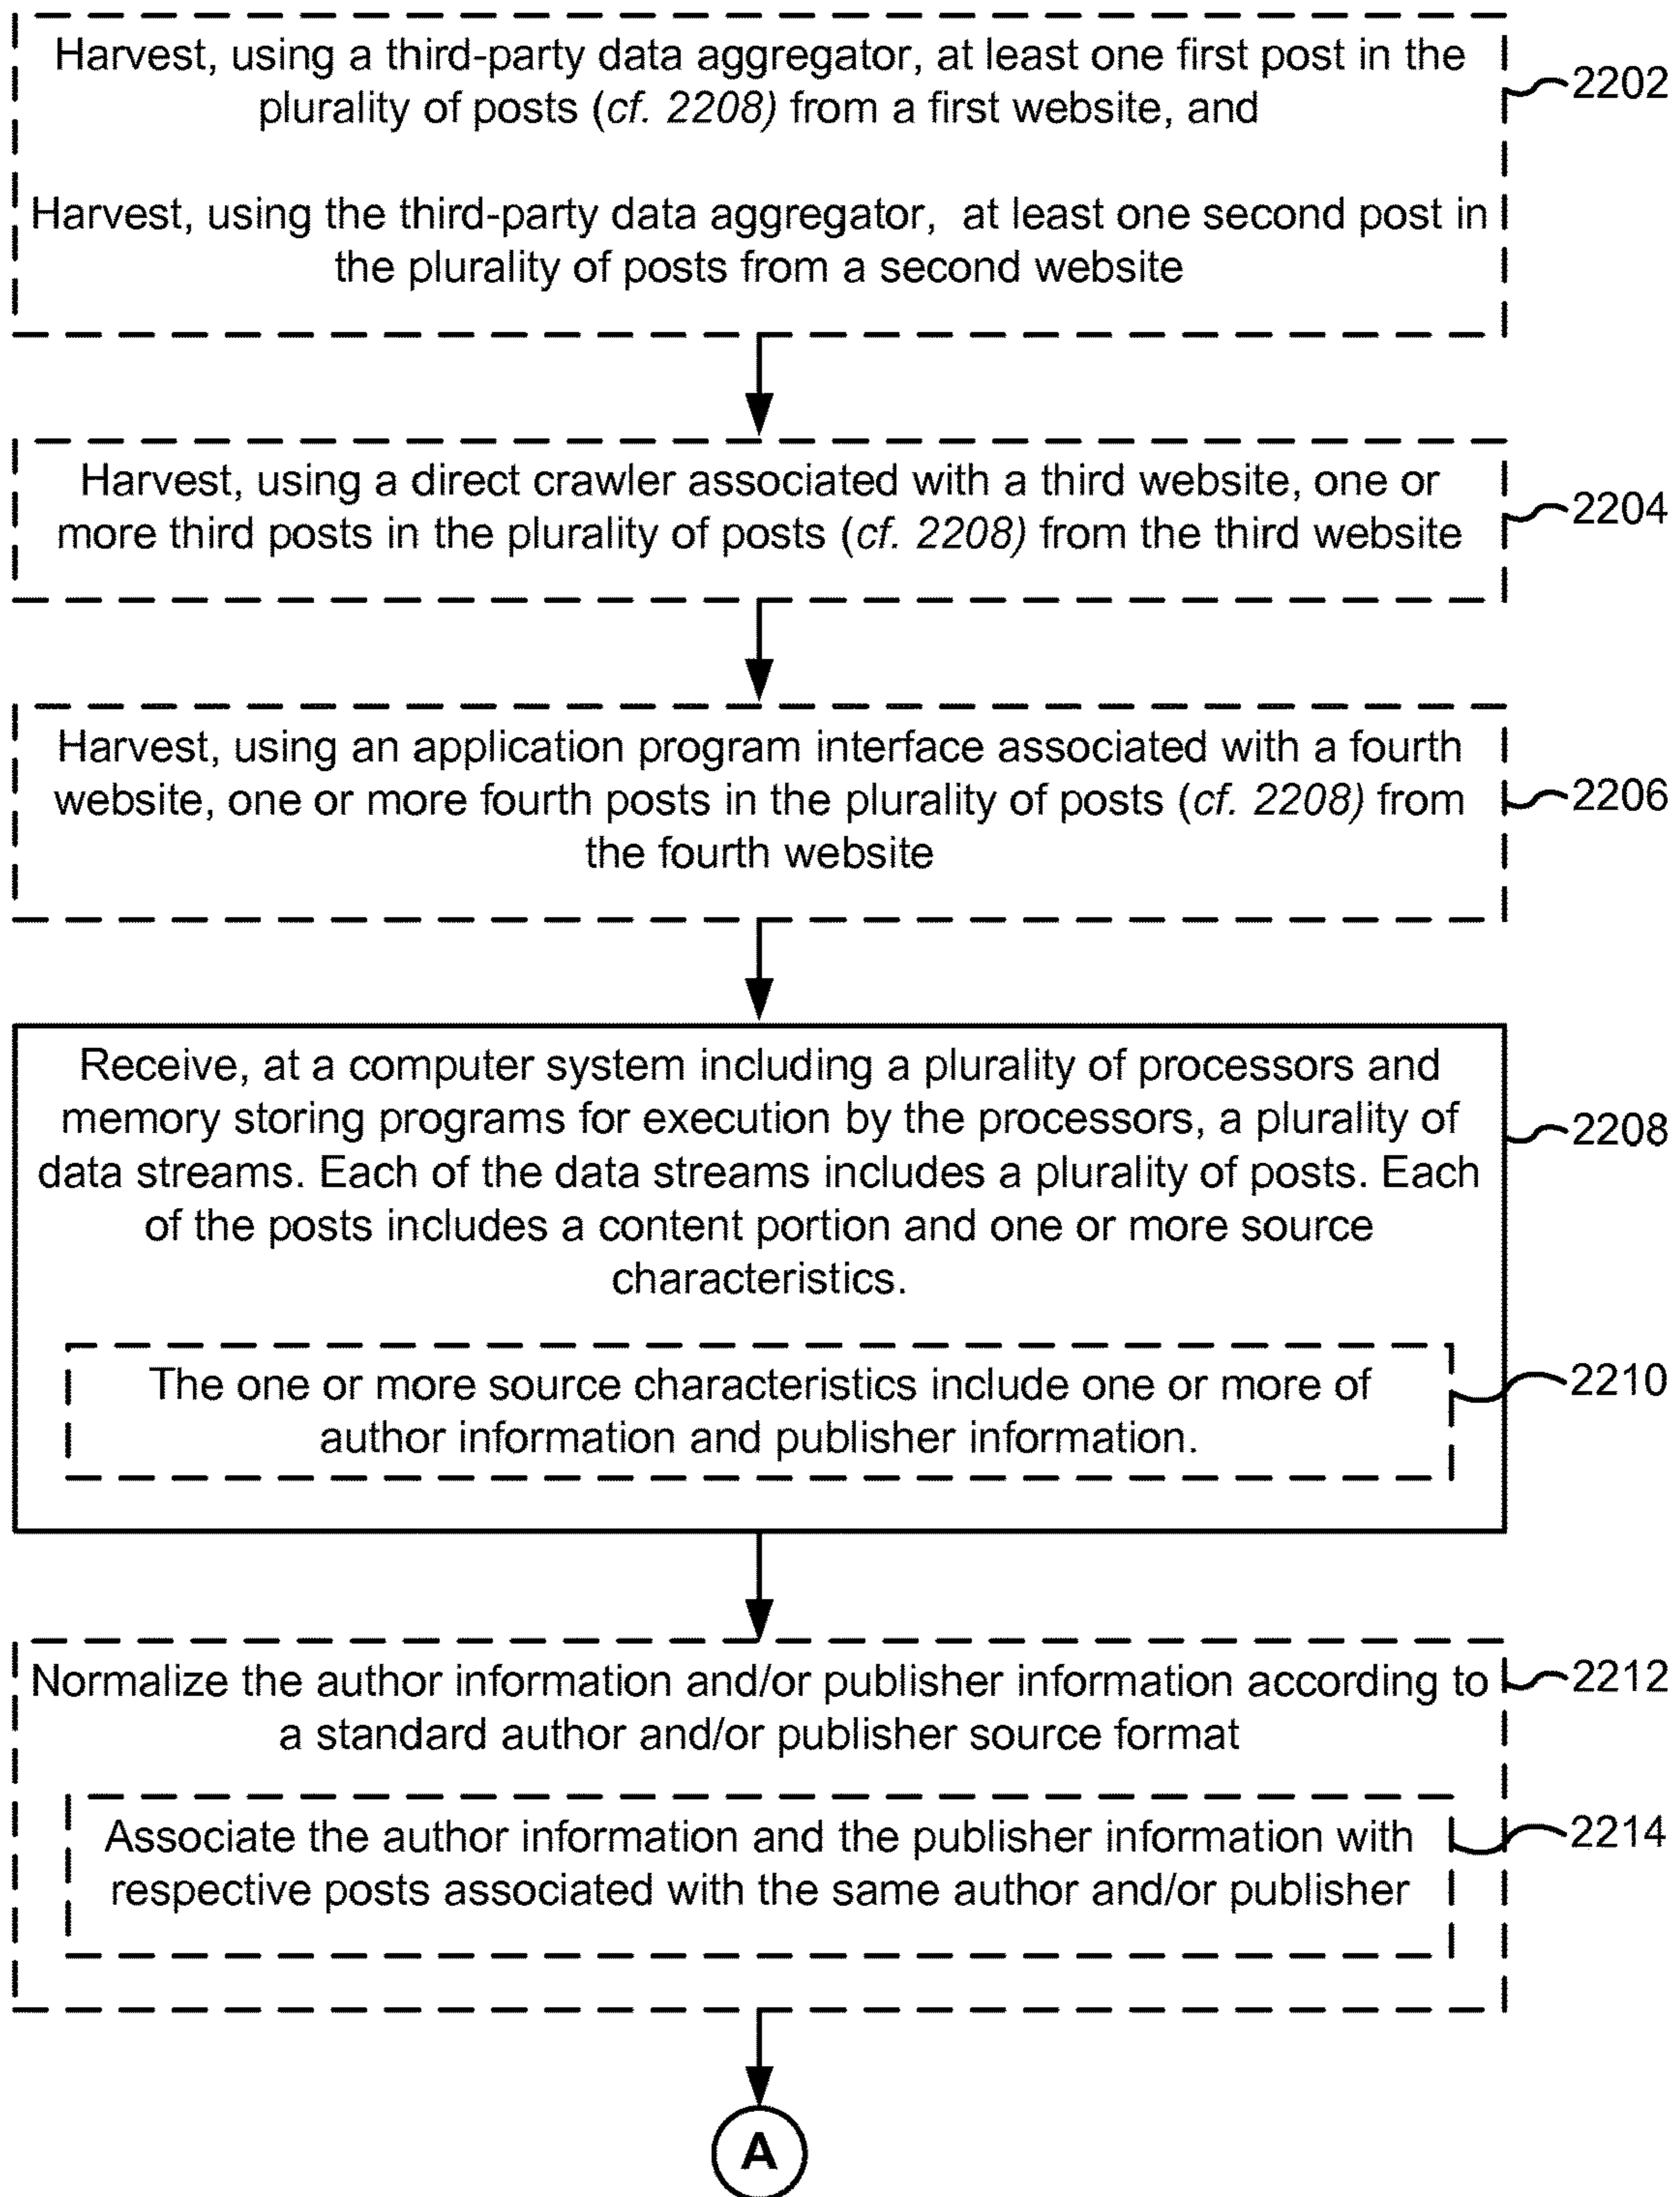 Harvest, using a third-party data aggregator, at least one first post in the
plurality of posts (cf. 2208) from a first website, and
2202
Harvest, using the third-party data aggregator, at least one second post in
the plurality of posts from a second website
Harvest, using a direct crawler associated with a third website, one or
more third posts in the plurality of posts (cf. 2208) from the third website
2204
Harvest, using an application program interface associated with a fourth
website, one or more fourth posts in the plurality of posts (cf. 2208) from
the fourth website
2206
Receive, at a computer system including a plurality of processors and
memory storing programs for execution by the processors, a plurality of
data streams. Each of the data streams includes a plurality of posts. Each
of the posts includes a content portion and one or more source
characteristics.
2208
The one or more source characteristics include one or more of
author information and publisher information.
2210
Normalize the author information and/or publisher information according to
a standard author and/or publisher source format
2212
Associate the author information and the publisher information with
respective posts associated with the same author and/or publisher
2214
A